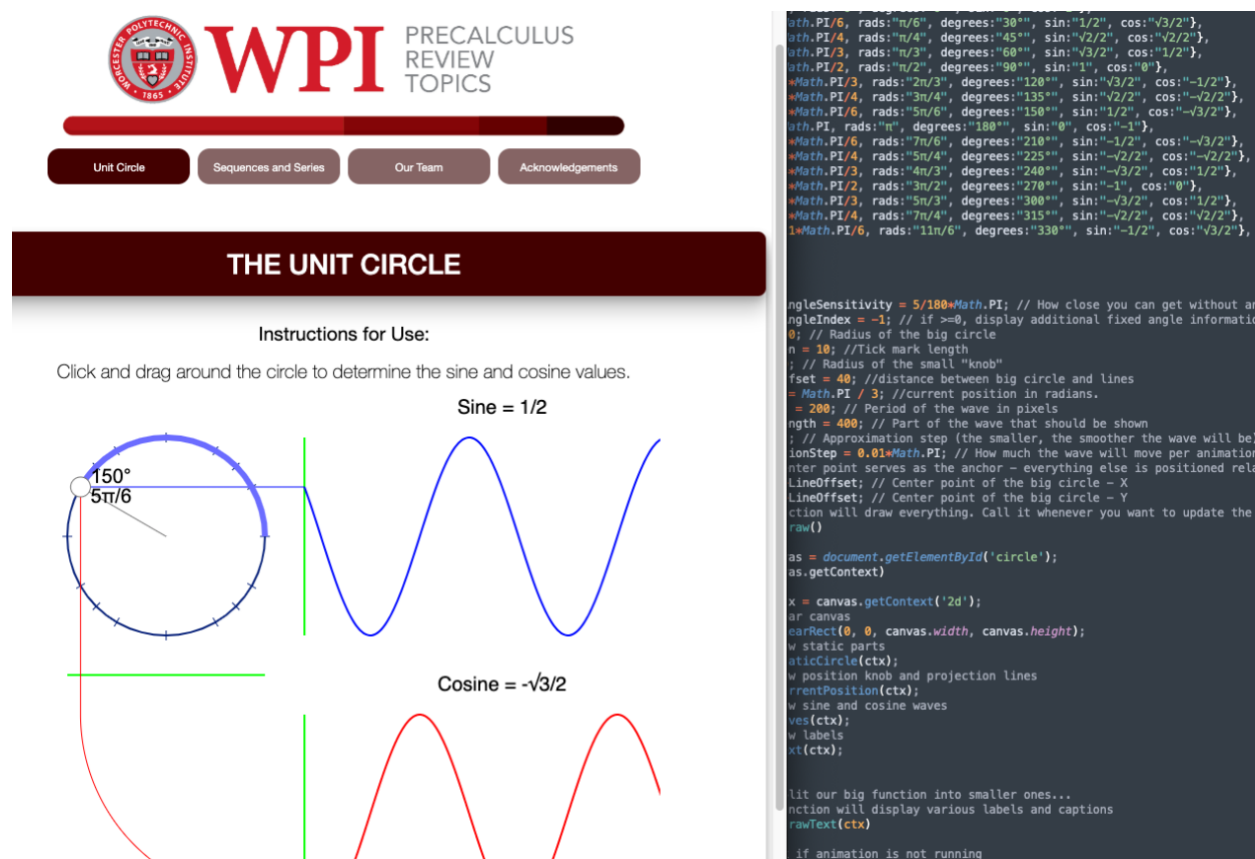 WORCESTER POLYTECHNIC INSTITUTE
1865
WPI
PRECALCULUS
REVIEW
TOPICS
Unit Circle
Sequences and Series
Our Team
Acknowledgements
THE UNIT CIRCLE
Instructions for Use:
Click and drag around the circle to determine the sine and cosine values.
Sine = 1/2
150°
5π/6
Cosine = -√3/2
ath.PI/6, rads:"π/6", degrees:"30°", sin:"1/2", cos:"√3/2"},
ath.PI/4, rads:"π/4", degrees:"45°", sin:"√2/2", cos:"√2/2"},
ath.PI/3, rads:"π/3", degrees:"60°", sin:"√3/2", cos:"1/2"},
ath.PI/2, rads:"π/2", degrees:"90°", sin:"1", cos:"0"},
*Math.PI/3, rads:"2π/3", degrees:"120°", sin:"√3/2", cos:"-1/2"},
*Math.PI/4, rads:"3π/4", degrees:"135°", sin:"√2/2", cos:"-√2/2"},
*Math.PI/6, rads:"5π/6", degrees:"150°", sin:"1/2", cos:"-√3/2"},
ath.PI, rads:"π", degrees:"180°", sin:"0", cos:"-1"},
*Math.PI/6, rads:"7π/6", degrees:"210°", sin:"-1/2", cos:"-√3/2"},
*Math.PI/4, rads:"5π/4", degrees:"225°", sin:"-√2/2", cos:"-√2/2"},
*Math.PI/3, rads:"4π/3", degrees:"240°", sin:"-√3/2", cos:"1/2"},
*Math.PI/2, rads:"3π/2", degrees:"270°", sin:"-1", cos:"0"},
*Math.PI/3, rads:"5π/3", degrees:"300°", sin:"-√3/2", cos:"1/2"},
*Math.PI/4, rads:"7π/4", degrees:"315°", sin:"-√2/2", cos:"√2/2"},
1*Math.PI/6, rads:"11π/6", degrees:"330°", sin:"-1/2", cos:"√3/2"},
ngleSensitivity = 5/180*Math.PI; // How close you can get without an
ngleIndex = -1; // if >=0, display additional fixed angle informatio
0; // Radius of the big circle
n = 10; //Tick mark length
; // Radius of the small "knob"
fset = 40; //distance between big circle and lines
= Math.PI / 3; //current position in radians.
= 200; // Period of the wave in pixels
ngth = 400; // Part of the wave that should be shown
; // Approximation step (the smaller, the smoother the wave will be)
ionStep = 0.01*Math.PI; // How much the wave will move per animation
nter point serves as the anchor - everything else is positioned rela
LineOffset; // Center point of the big circle - X
LineOffset; // Center point of the big circle - Y
ction will draw everything. Call it whenever you want to update the
raw()
as = document.getElementById('circle');
as.getContext)
x = canvas.getContext('2d');
ar canvas
earRect(0, 0, canvas.width, canvas.height);
w static parts
aticCircle(ctx);
w position knob and projection lines
rrentPosition(ctx);
w sine and cosine waves
ves(ctx);
w labels
xt(ctx);
lit our big function into smaller ones...
nction will display various labels and captions
rawText(ctx)
if animation is not running